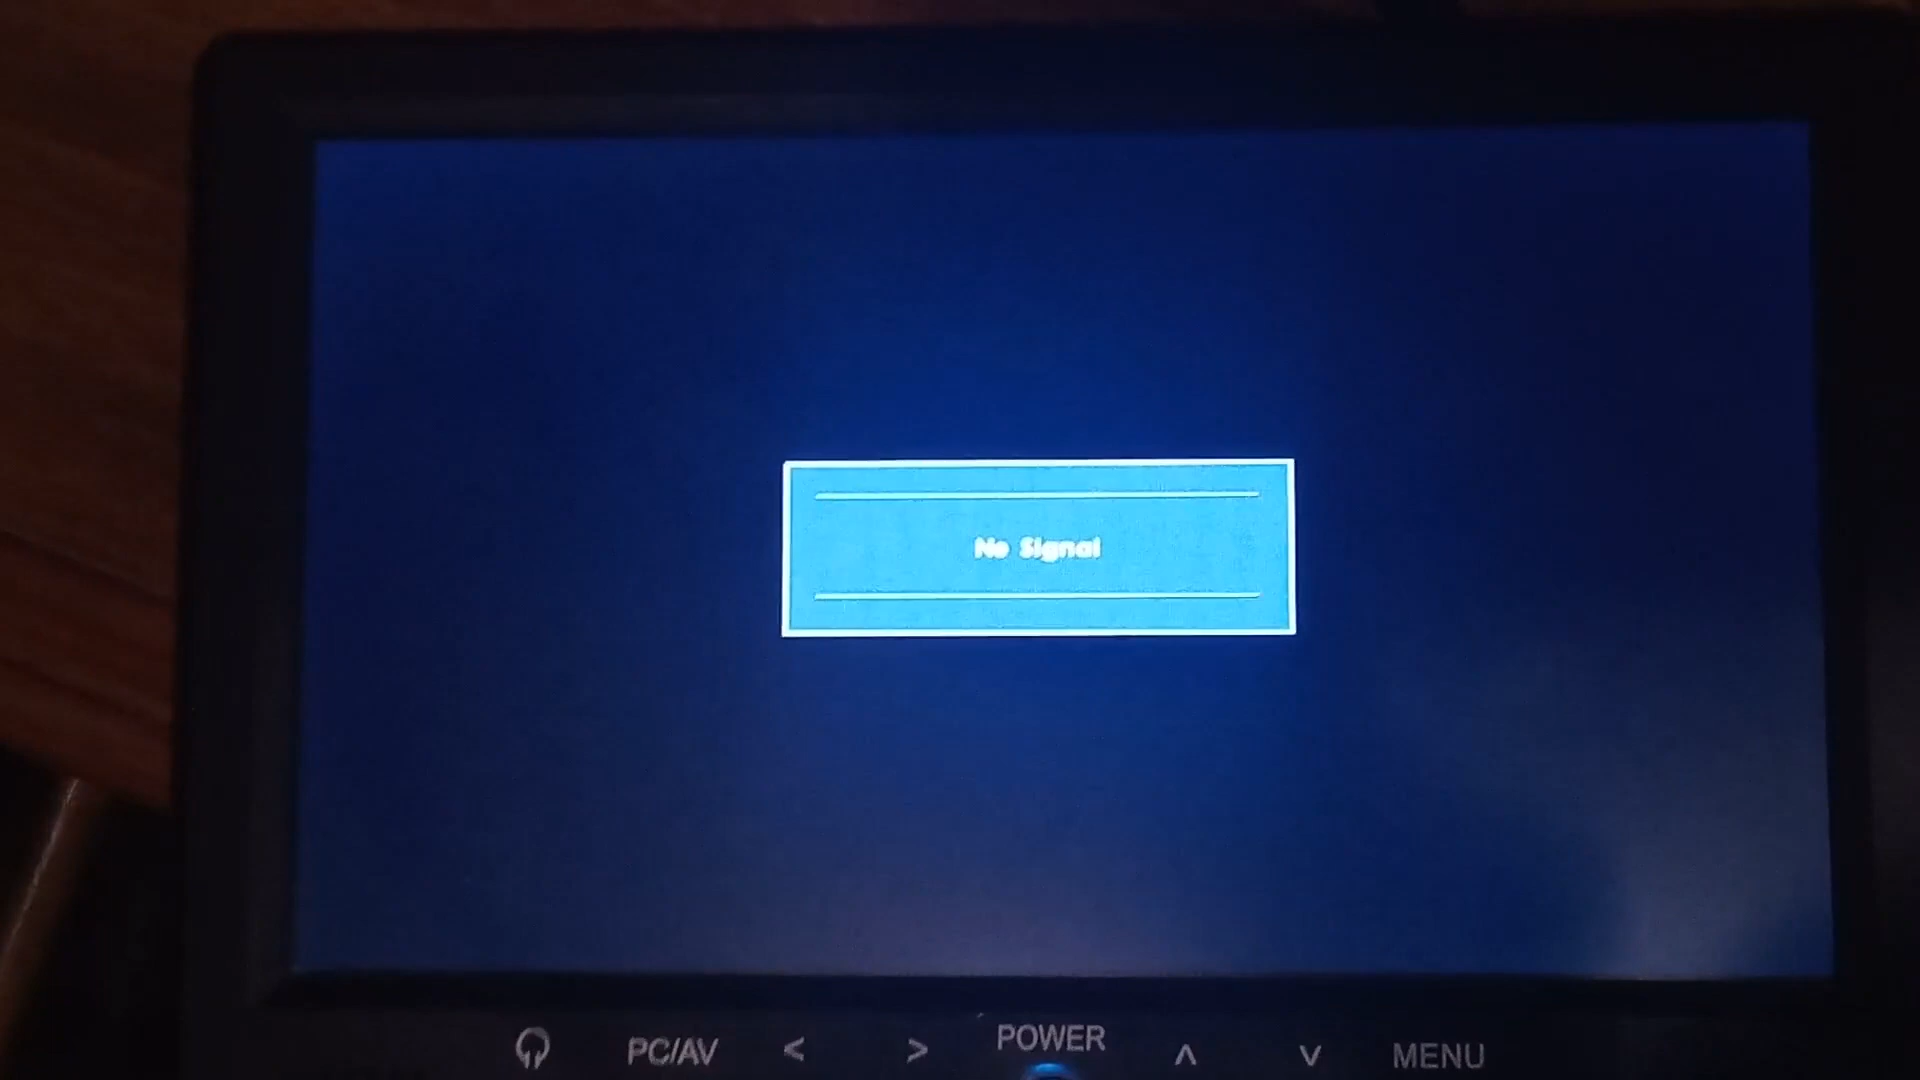 No Signal
PC/AV < > POWER ∧ ∨ MENU